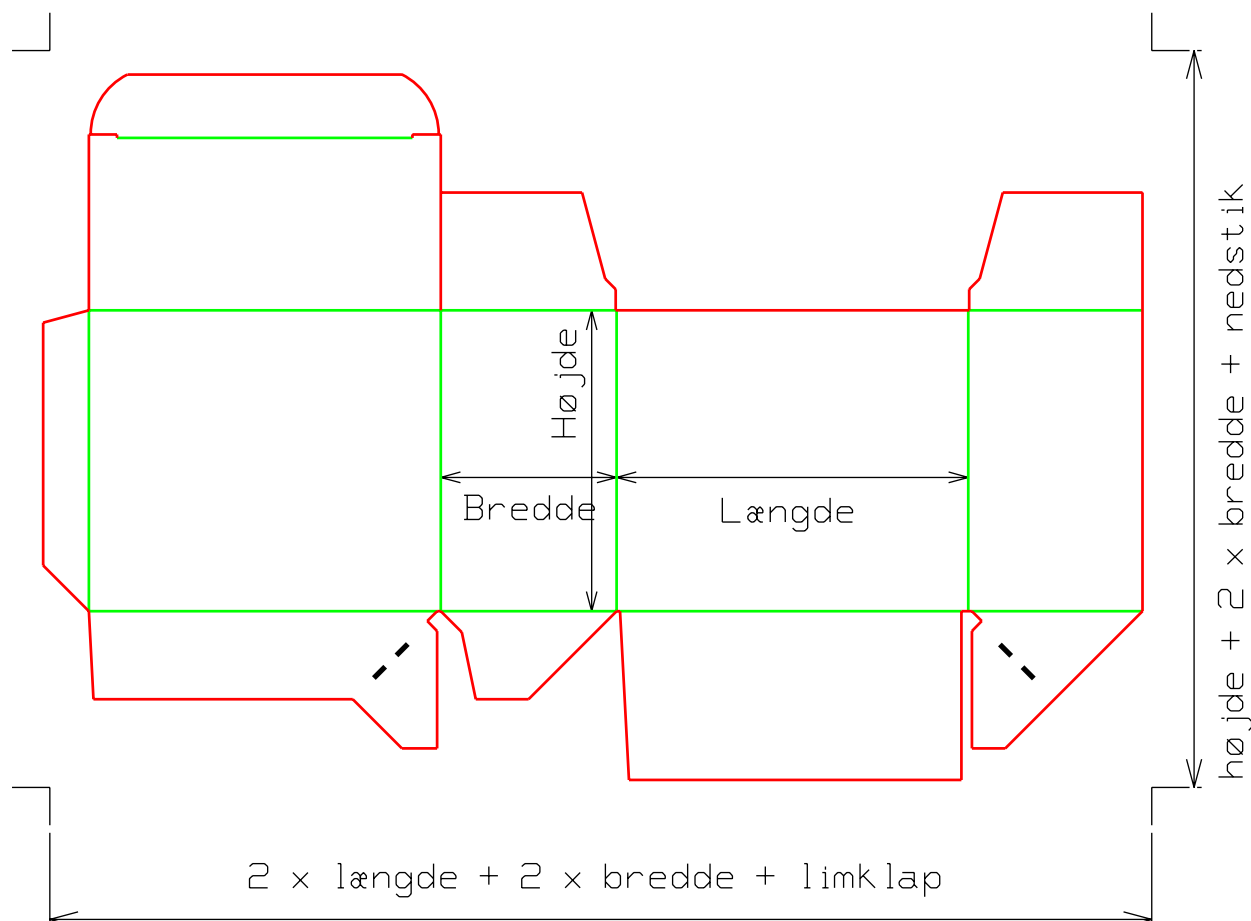 Højde
Bredde
Længde
højde + 2 x bredde + nedstik
2 x længde + 2 x bredde + limklap